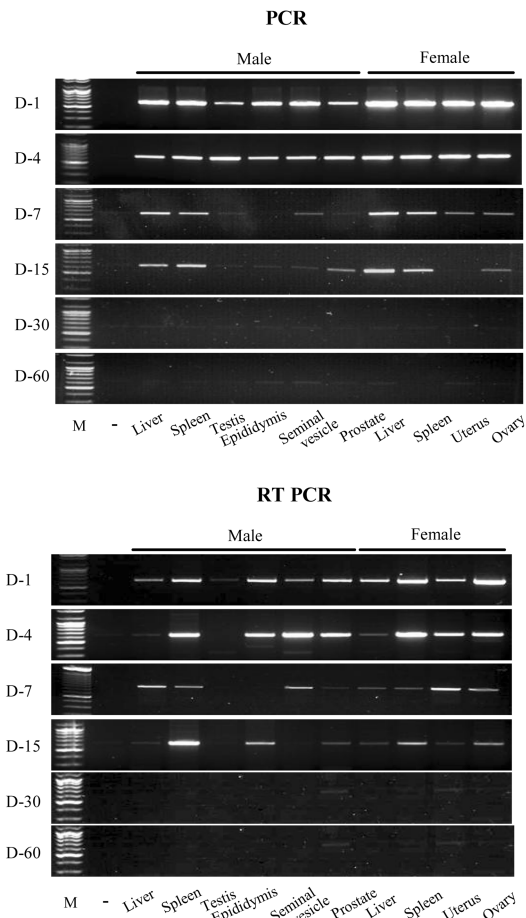 PCR
Male Female
D-1
D-4
D-7
D-15
D-30
D-60
M - Liver Spleen Testis Epididymis Seminal vesicle Prostate Liver Spleen Uterus Ovary
RT PCR
Male Female
D-1
D-4
D-7
D-15
D-30
D-60
M - Liver Spleen Testis Epididymis Seminal vesicle Prostate Liver Spleen Uterus Ovary